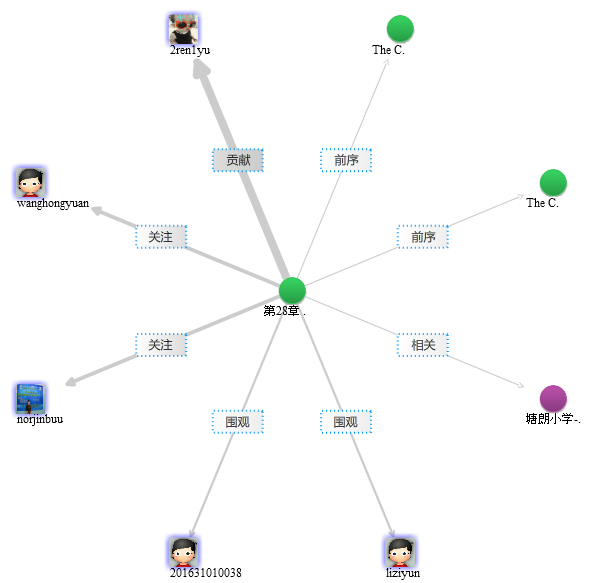 2ren1yu
The C.
贡献
前序
wanghongyuan
The C.
关注
前序
第28章 .
关注
相关
norjinbuu
塘朗小学-.
围观
围观
201631010038
liziyun